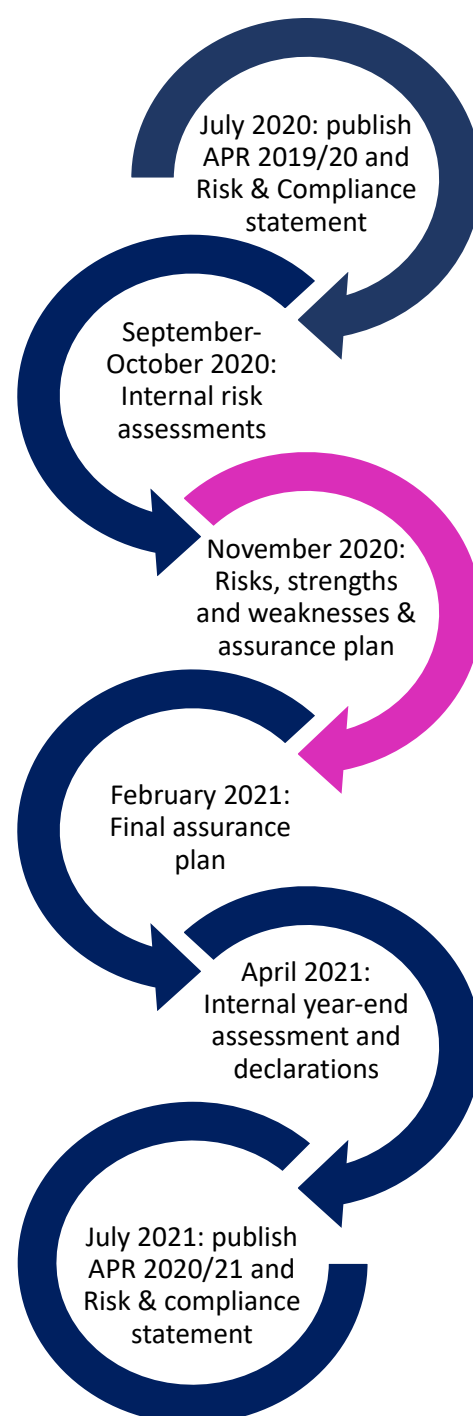 July 2020: publish
APR 2019/20 and
Risk & Compliance
statement
September-
October 2020:
Internal risk
assessments
November 2020:
Risks, strengths
and weaknesses &
assurance plan
February 2021:
Final assurance
plan
April 2021:
Internal year-end
assessment and
declarations
July 2021: publish
APR 2020/21 and
Risk & compliance
statement